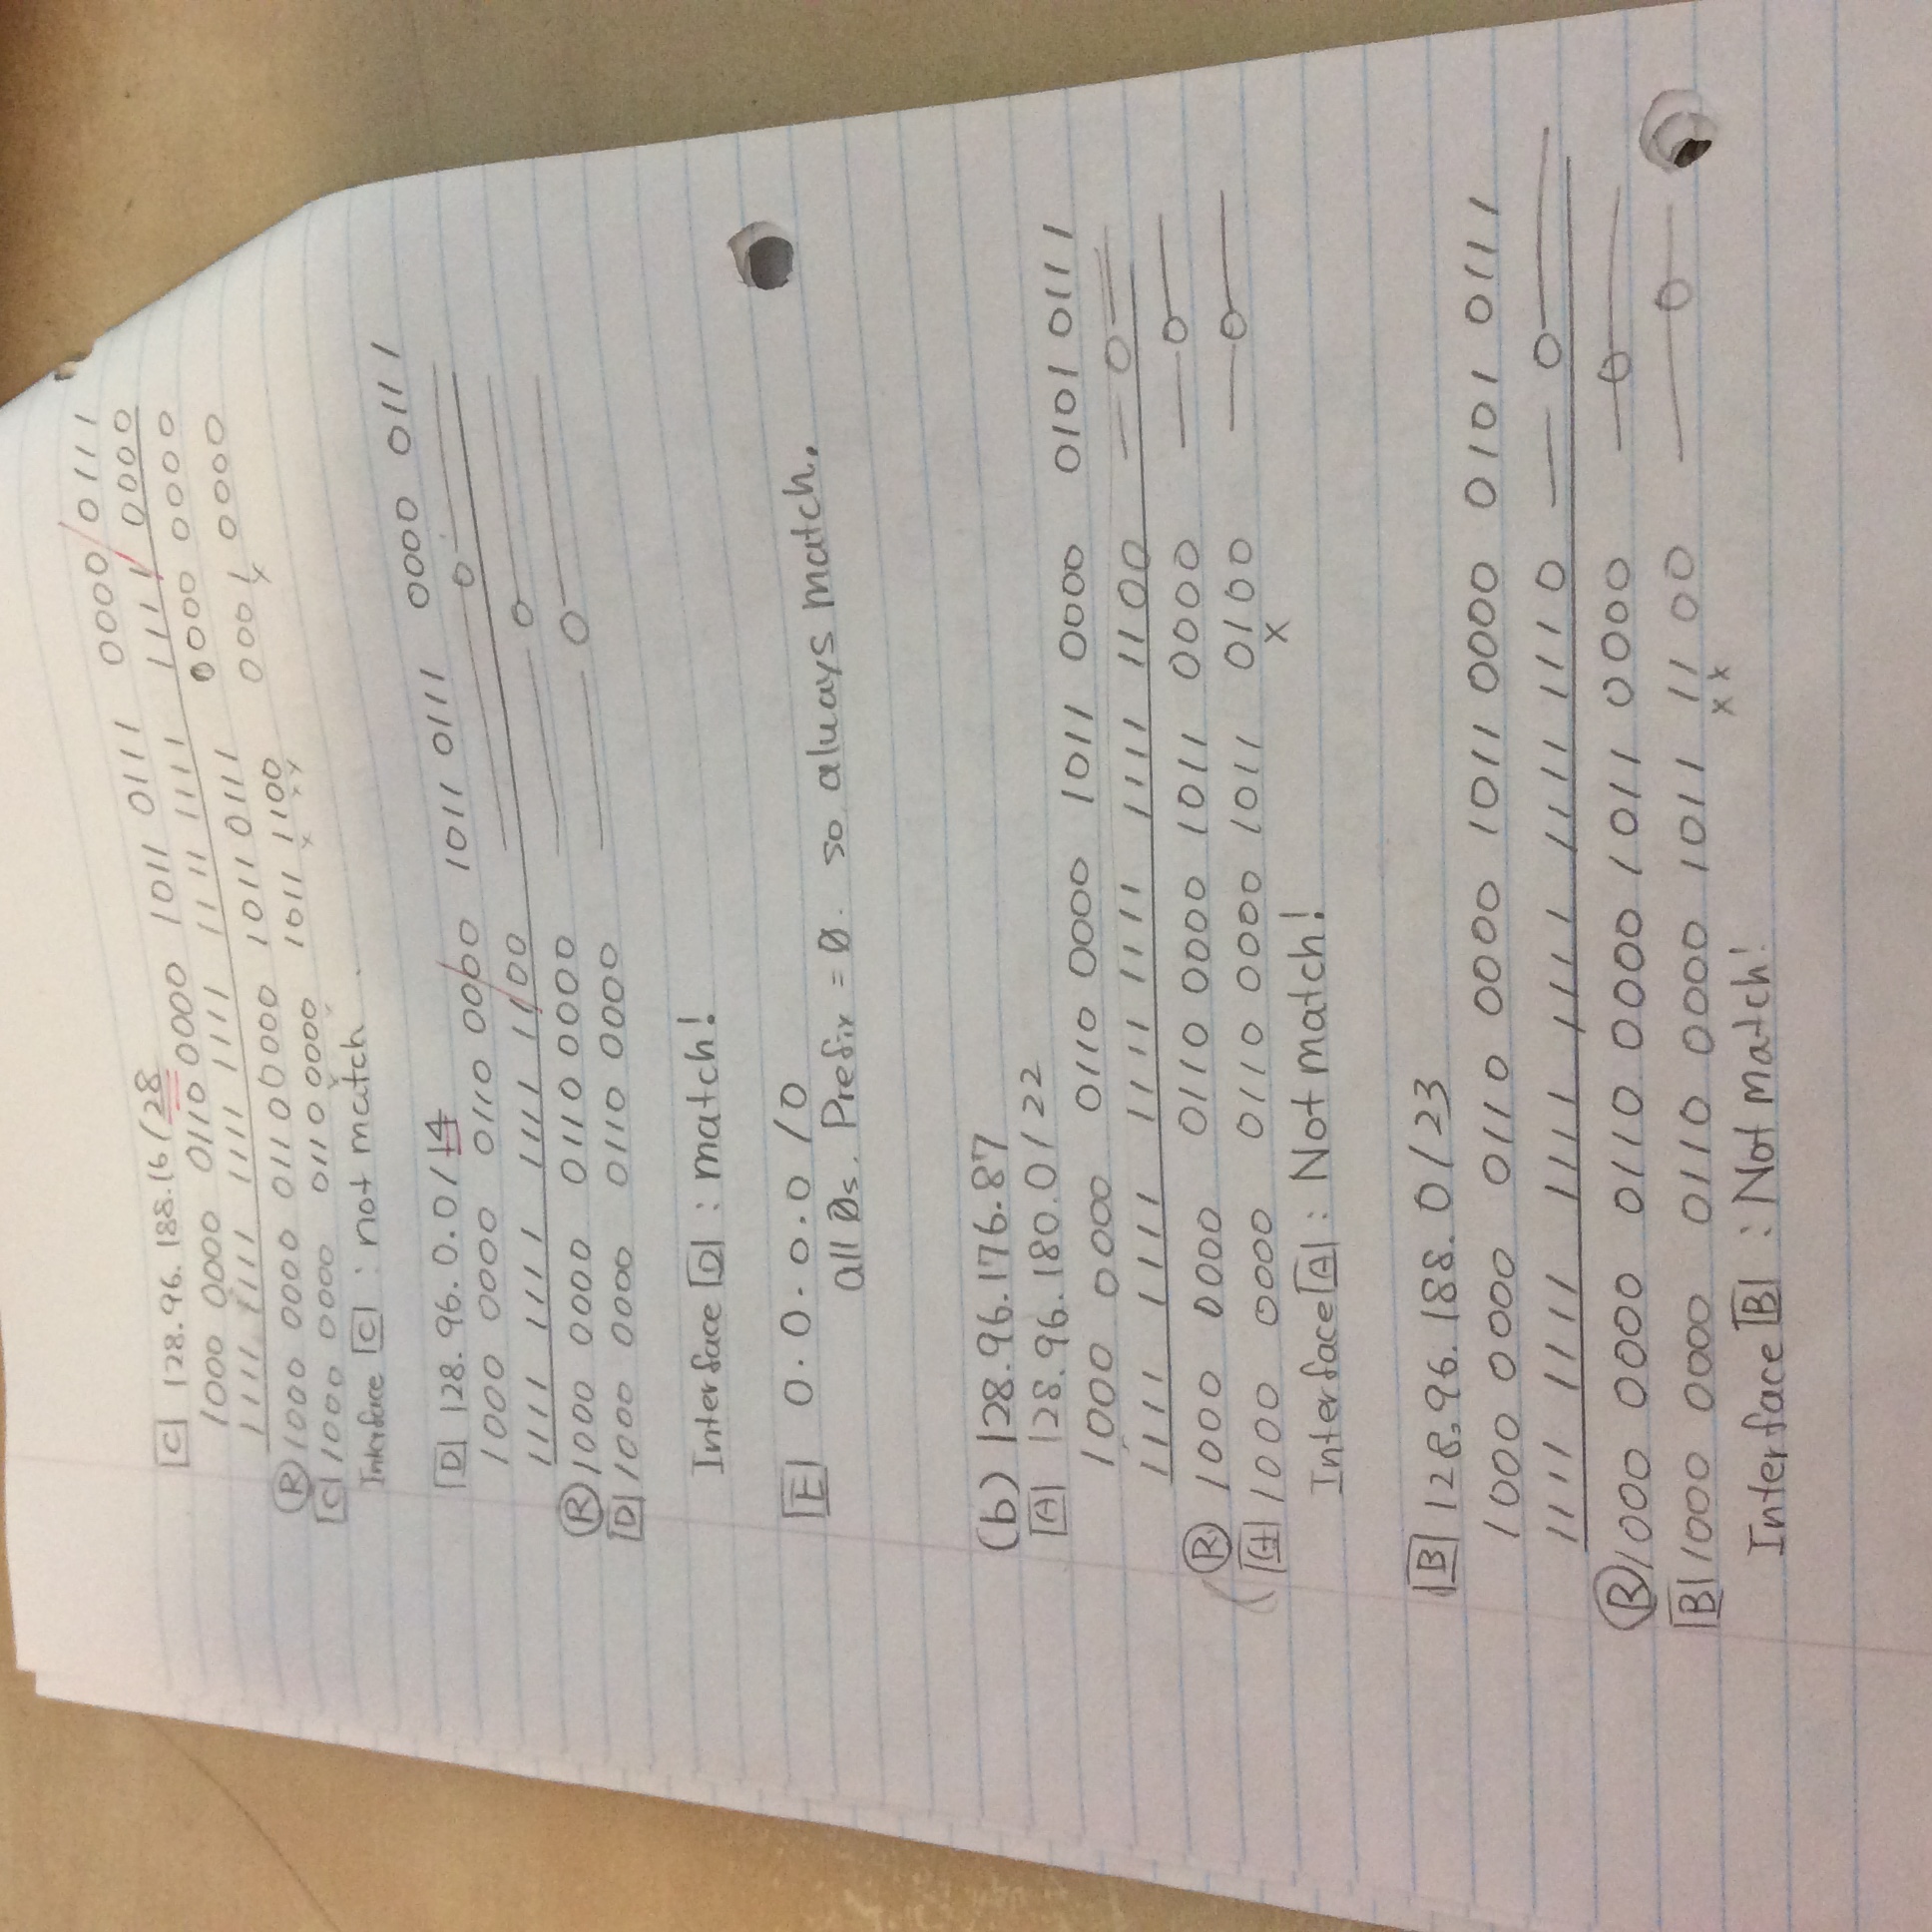 C 128.96.188.16/28
1000 0000 0110 0000 1011 0111 0000 0111
1111 1111 1111 1111 1111 1111 1111 0000
R 1000 0000 0110 0000 1011 0111 0000 0000
C 1000 0000 0110 0000 1011 1100 0001 0000
x x x x
Interface C : not match
D 128.96.0.0/14
1000 0000 0110 0000 1011 0111 0000 0111
1111 1111 1111 1100 — 0 —
R 1000 0000 0110 0000 — 0 —
D 1000 0000 0110 0000 — 0 —
Interface D : match!
E 0.0.0.0/0
all Øs. Prefix = Ø. so always match.
(b) 128.96.176.87
A 128.96.180.0/22
1000 0000 0110 0000 1011 0000 0101 0111
1111 1111 1111 1111 1111 1100 — 0 —
R 1000 0000 0110 0000 1011 0000 — 0 —
A 1000 0000 0110 0000 1011 0100 — 0 —
x
Interface A : Not match!
B 128.96.188.0/23
1000 0000 0110 0000 1011 0000 0101 0111
1111 1111 1111 1111 1111 1110 — 0 —
R 1000 0000 0110 0000 1011 0000 — 0 —
B 1000 0000 0110 0000 1011 1100 — 0 —
x x
Interface B : Not match!